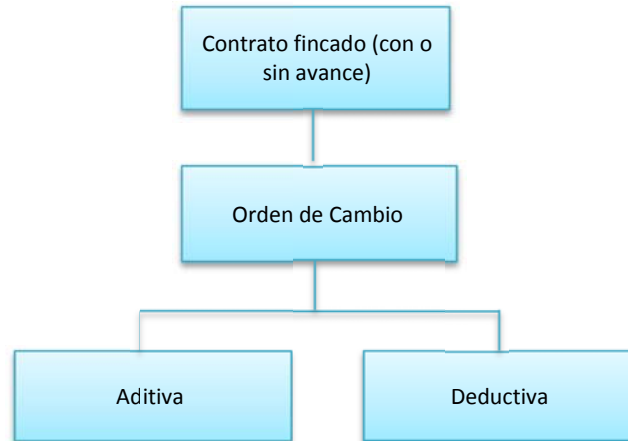 Contrato fincado (con o
sin avance)
Orden de Cambio
Aditiva
Deductiva